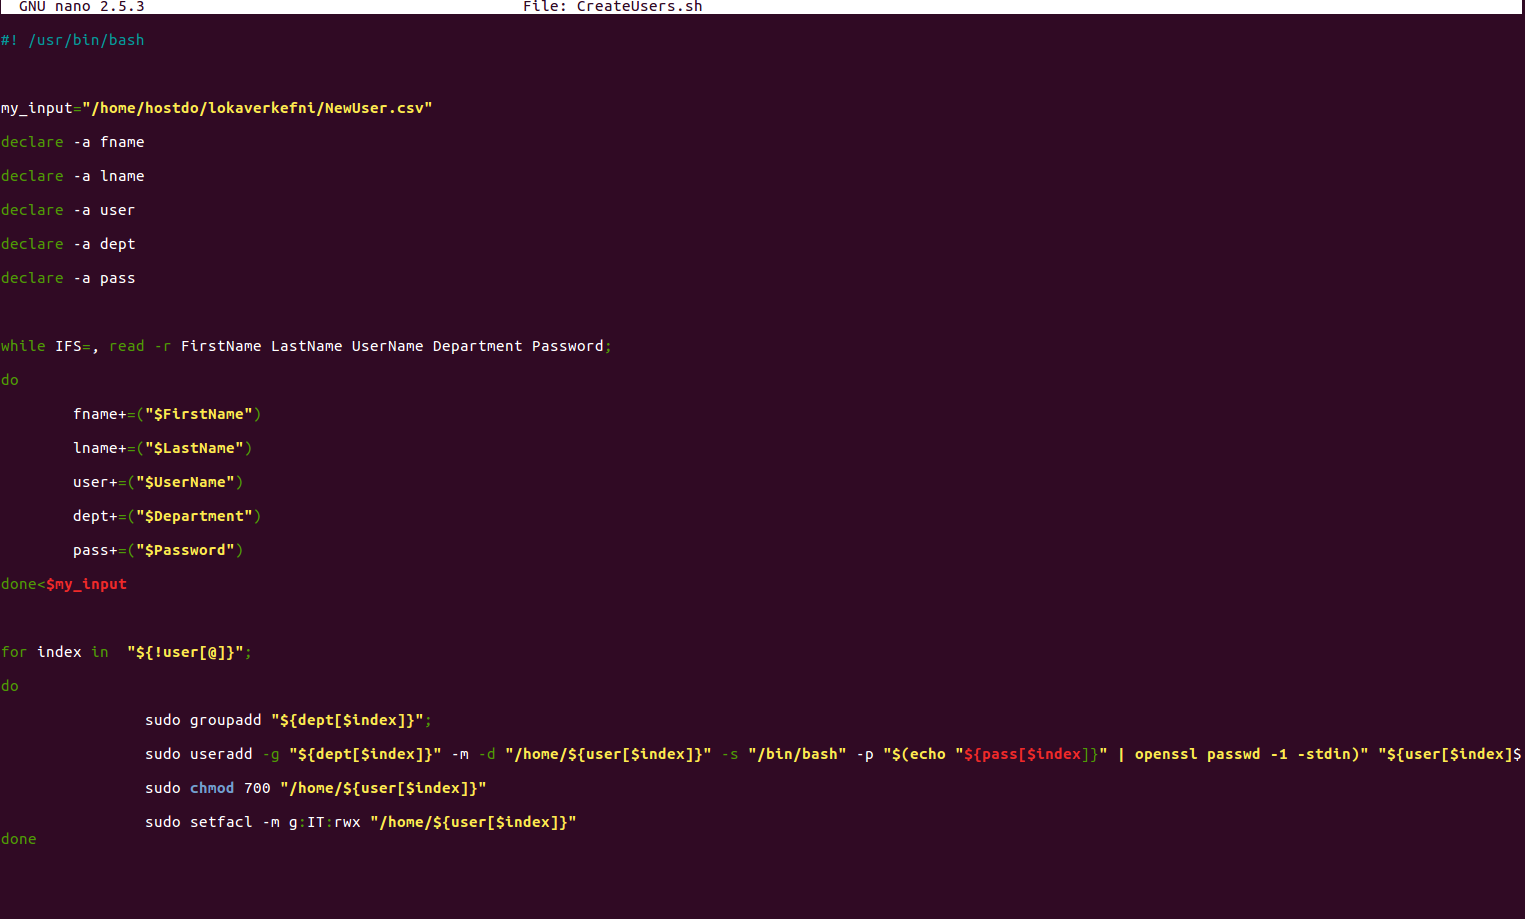 GNU nano 2.5.3 File: CreateUsers.sh
#! /usr/bin/bash
my_input="/home/hostdo/lokaverkefni/NewUser.csv"
declare -a fname
declare -a lname
declare -a user
declare -a dept
declare -a pass
while IFS=, read -r FirstName LastName UserName Department Password;
do
fname+=("$FirstName")
lname+=("$LastName")
user+=("$UserName")
dept+=("$Department")
pass+=("$Password")
done<$my_input
for index in  "${!user[@]}";
do
sudo groupadd "${dept[$index]}";
sudo useradd -g "${dept[$index]}" -m -d "/home/${user[$index]}" -s "/bin/bash" -p "$(echo "${pass[$index]}" | openssl passwd -1 -stdin)" "${user[$index]$
sudo chmod 700 "/home/${user[$index]}"
sudo setfacl -m g:IT:rwx "/home/${user[$index]}"
done